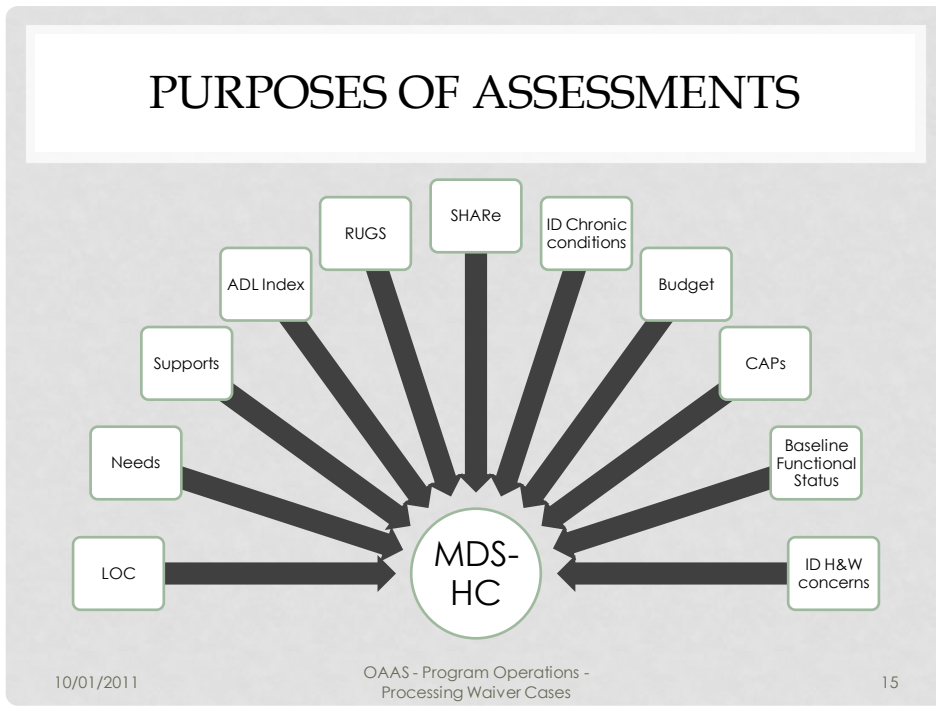 PURPOSES OF ASSESSMENTS
LOC
Needs
Supports
ADL Index
RUGS
SHARe
ID Chronic
conditions
Budget
CAPs
Baseline
Functional
Status
ID H&W
concerns
MDS-
HC
10/01/2011
OAAS - Program Operations -
Processing Waiver Cases
15